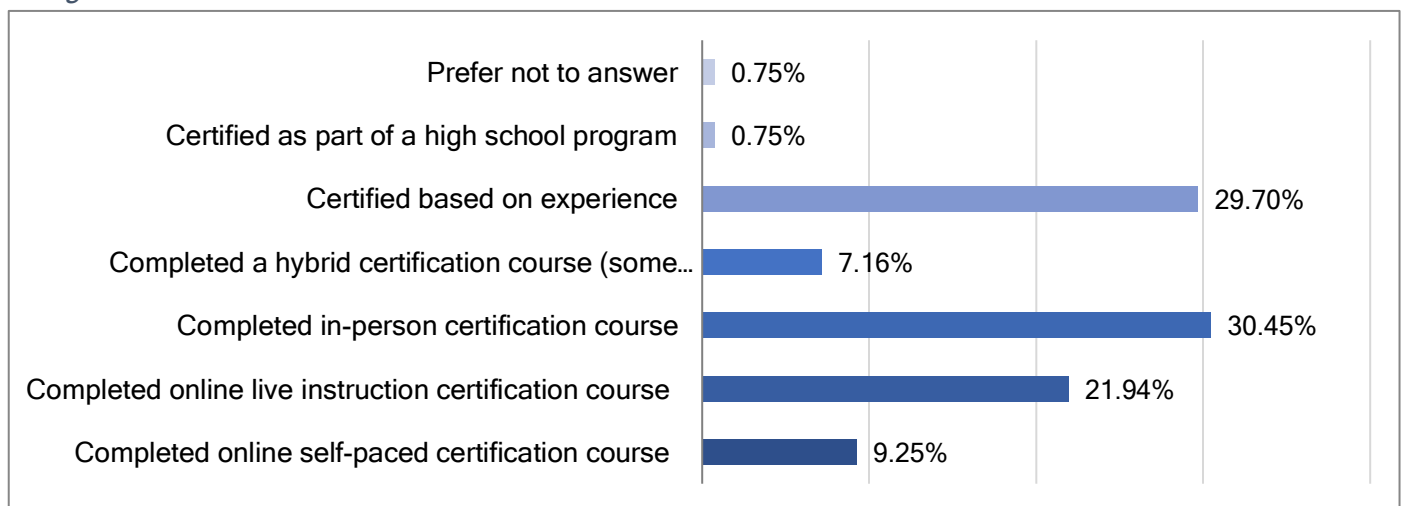 Prefer not to answer 0.75%
Certified as part of a high school program 0.75%
Certified based on experience 29.70%
Completed a hybrid certification course (some… 7.16%
Completed in-person certification course 30.45%
Completed online live instruction certification course 21.94%
Completed online self-paced certification course 9.25%